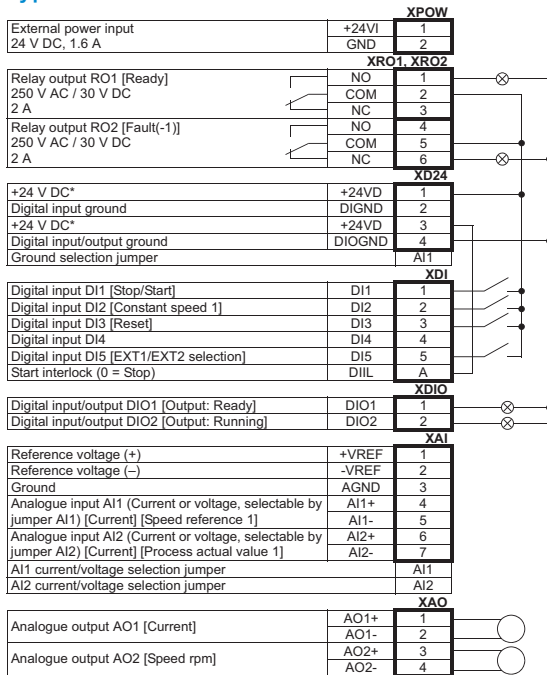 XPOW
External power input +24VI 1
24 V DC, 1.6 A GND 2
XRO1, XRO2
Relay output RO1 [Ready] NO 1
250 V AC / 30 V DC COM 2
2 A NC 3
Relay output RO2 [Fault(-1)] NO 4
250 V AC / 30 V DC COM 5
2 A NC 6
XD24
+24 V DC* +24VD 1
Digital input ground DIGND 2
+24 V DC* +24VD 3
Digital input/output ground DIOGND 4
Ground selection jumper AI1
XDI
Digital input DI1 [Stop/Start] DI1 1
Digital input DI2 [Constant speed 1] DI2 2
Digital input DI3 [Reset] DI3 3
Digital input DI4 DI4 4
Digital input DI5 [EXT1/EXT2 selection] DI5 5
Start interlock (0 = Stop) DIIL A
XDIO
Digital input/output DIO1 [Output: Ready] DIO1 1
Digital input/output DIO2 [Output: Running] DIO2 2
XAI
Reference voltage (+) +VREF 1
Reference voltage (–) -VREF 2
Ground AGND 3
Analogue input AI1 (Current or voltage, selectable by AI1+ 4
jumper AI1) [Current] [Speed reference 1] AI1- 5
Analogue input AI2 (Current or voltage, selectable by AI2+ 6
jumper AI2) [Current] [Process actual value 1] AI2- 7
AI1 current/voltage selection jumper AI1
AI2 current/voltage selection jumper AI2
XAO
Analogue output AO1 [Current] AO1+ 1
AO1- 2
Analogue output AO2 [Speed rpm] AO2+ 3
AO2- 4